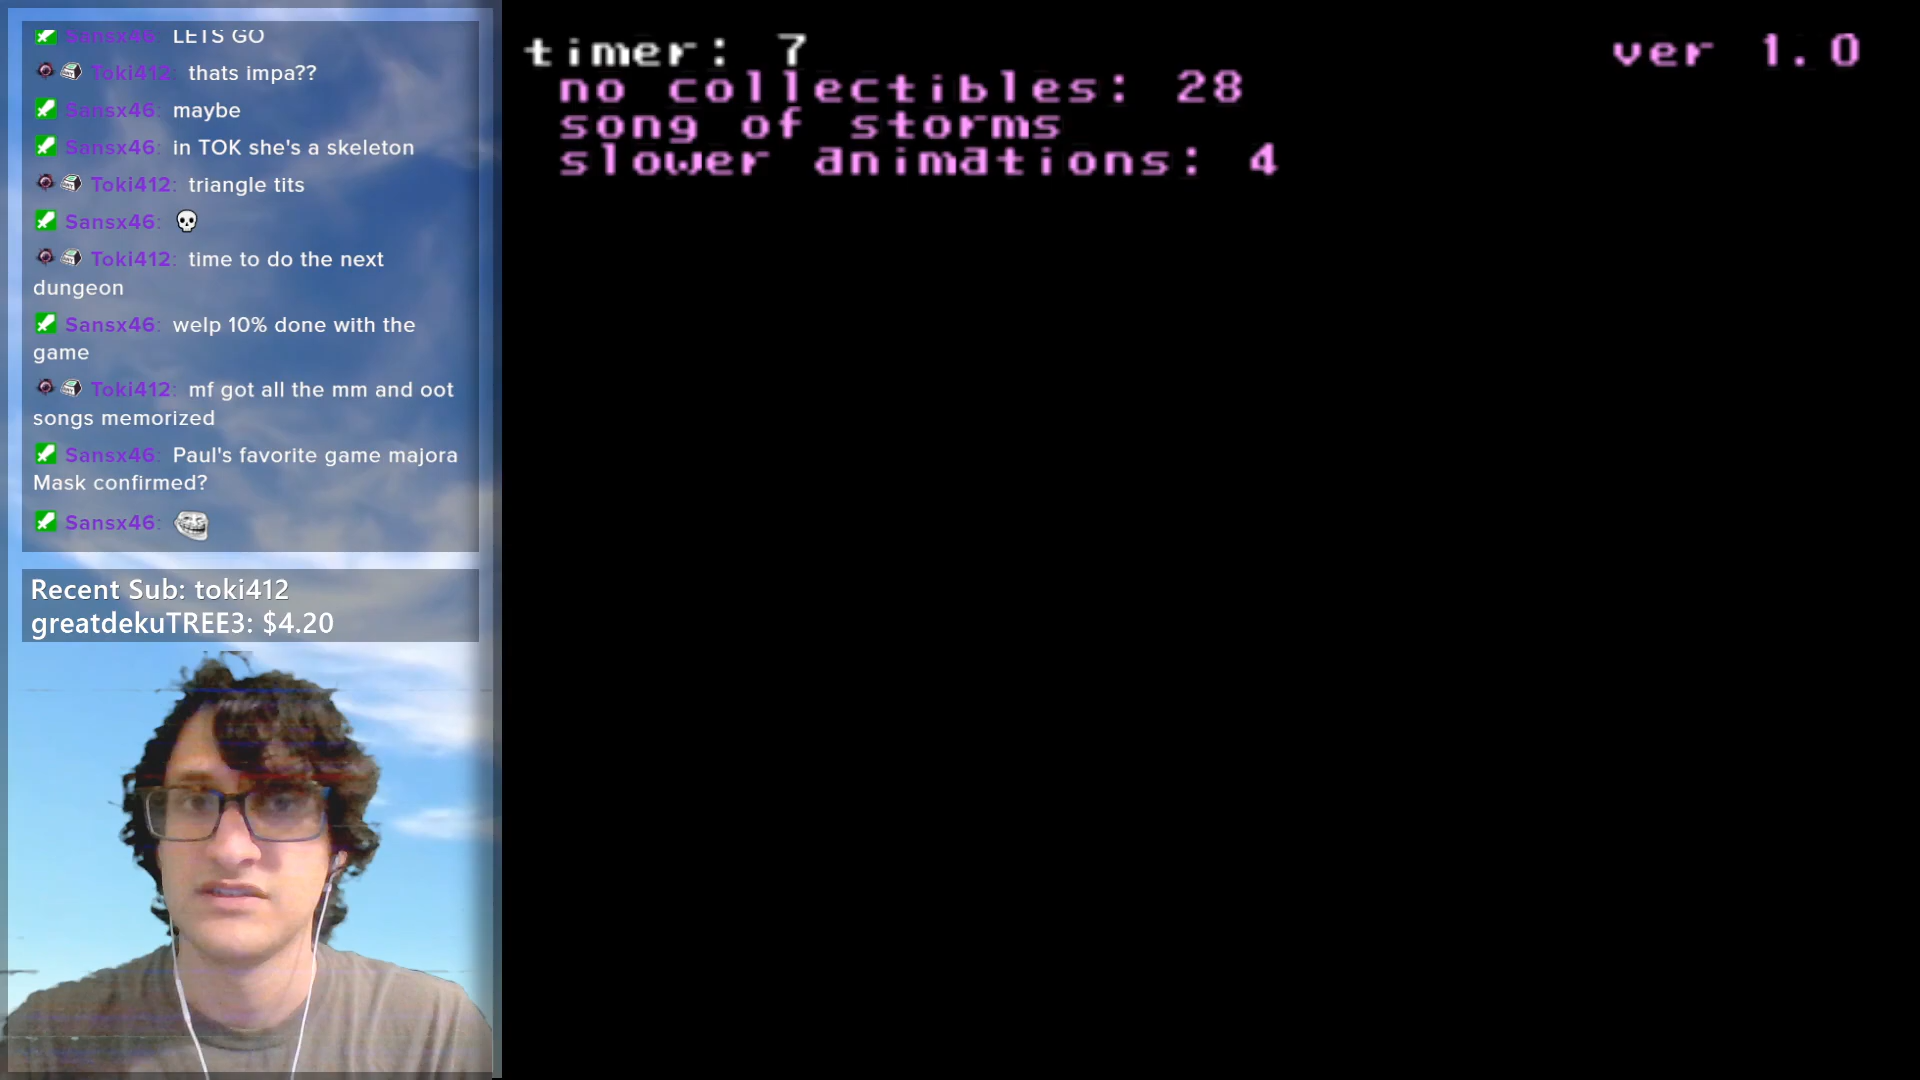 Sansx46: LETS GO
Toki412: thats impa??
Sansx46: maybe
Sansx46: in TOK she's a skeleton
Toki412: triangle tits
Sansx46:
Toki412: time to do the next
dungeon
Sansx46: welp 10% done with the
game
Toki412: mf got all the mm and oot
songs memorized
Sansx46: Paul's favorite game majora
Mask confirmed?
Sansx46:
Recent Sub: toki412
greatdekuTREE3: $4.20
timer: 7
ver 1.0
no collectibles: 28
song of storms
slower animations: 4